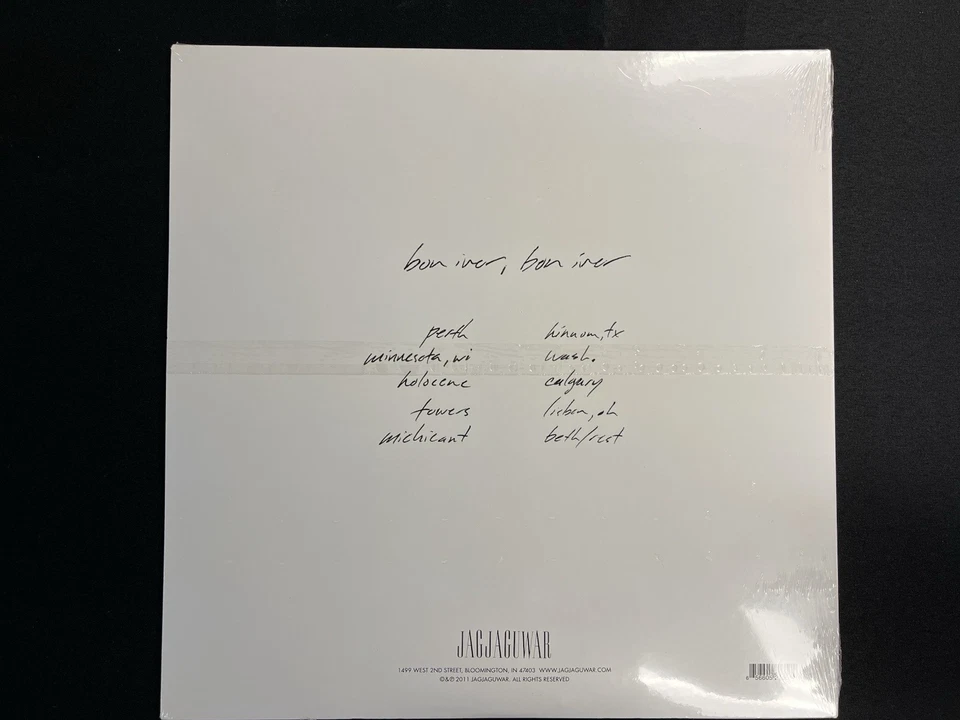 bon iver, bon iver
perth
minnesota, wi
holocene
towers
michicant
hinnom, tx
wash.
calgary
lisbon, oh
beth/rest
JAGJAGUWAR
1499 WEST 2ND STREET, BLOOMINGTON, IN 47403 WWW.JAGJAGUWAR.COM
©&℗ 2011 JAGJAGUWAR. ALL RIGHTS RESERVED